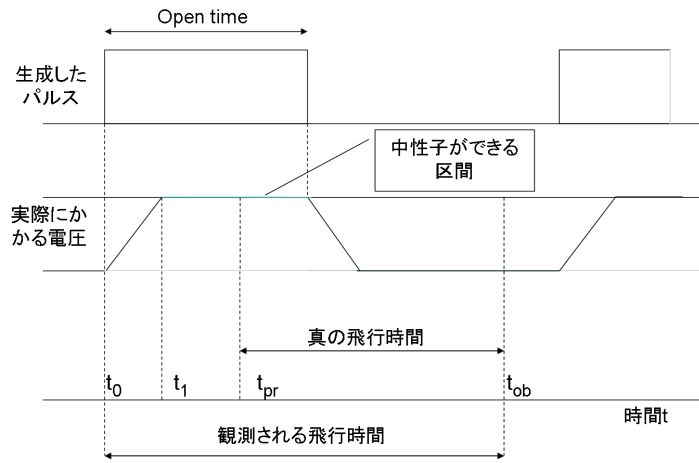 Open time
生成した
パルス
中性子ができる
区間
実際にか
かる電圧
真の飛行時間
t0
t1
tpr
tob
時間t
観測される飛行時間